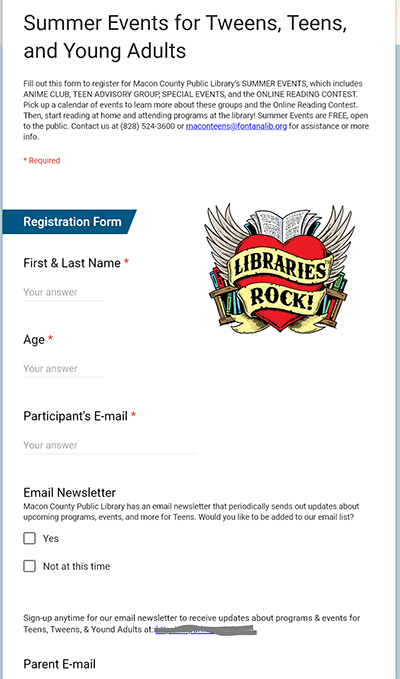 Summer Events for Tweens, Teens,
and Young Adults
Fill out this form to register for Macon County Public Library's SUMMER EVENTS, which includes
ANIME CLUB, TEEN ADVISORY GROUP, SPECIAL EVENTS, and the ONLINE READING CONTEST.
Pick up a calendar of events to learn more about these groups and the Online Reading Contest.
Then, start reading at home and attending programs at the library! Summer Events are FREE, open
to the public. Contact us at (828) 524-3600 or maconteens@fontanalib.org for assistance or more
info.
* Required
Registration Form
LIBRARIES
ROCK!
First & Last Name *
Your answer
Age *
Your answer
Participant's E-mail *
Your answer
Email Newsletter
Macon County Public Library has an email newsletter that periodically sends out updates about
upcoming programs, events, and more for Teens. Would you like to be added to our email list?
Yes
Not at this time
Sign-up anytime for our email newsletter to receive updates about programs & events for
Teens, Tweens, & Yound Adults at:
Parent E-mail